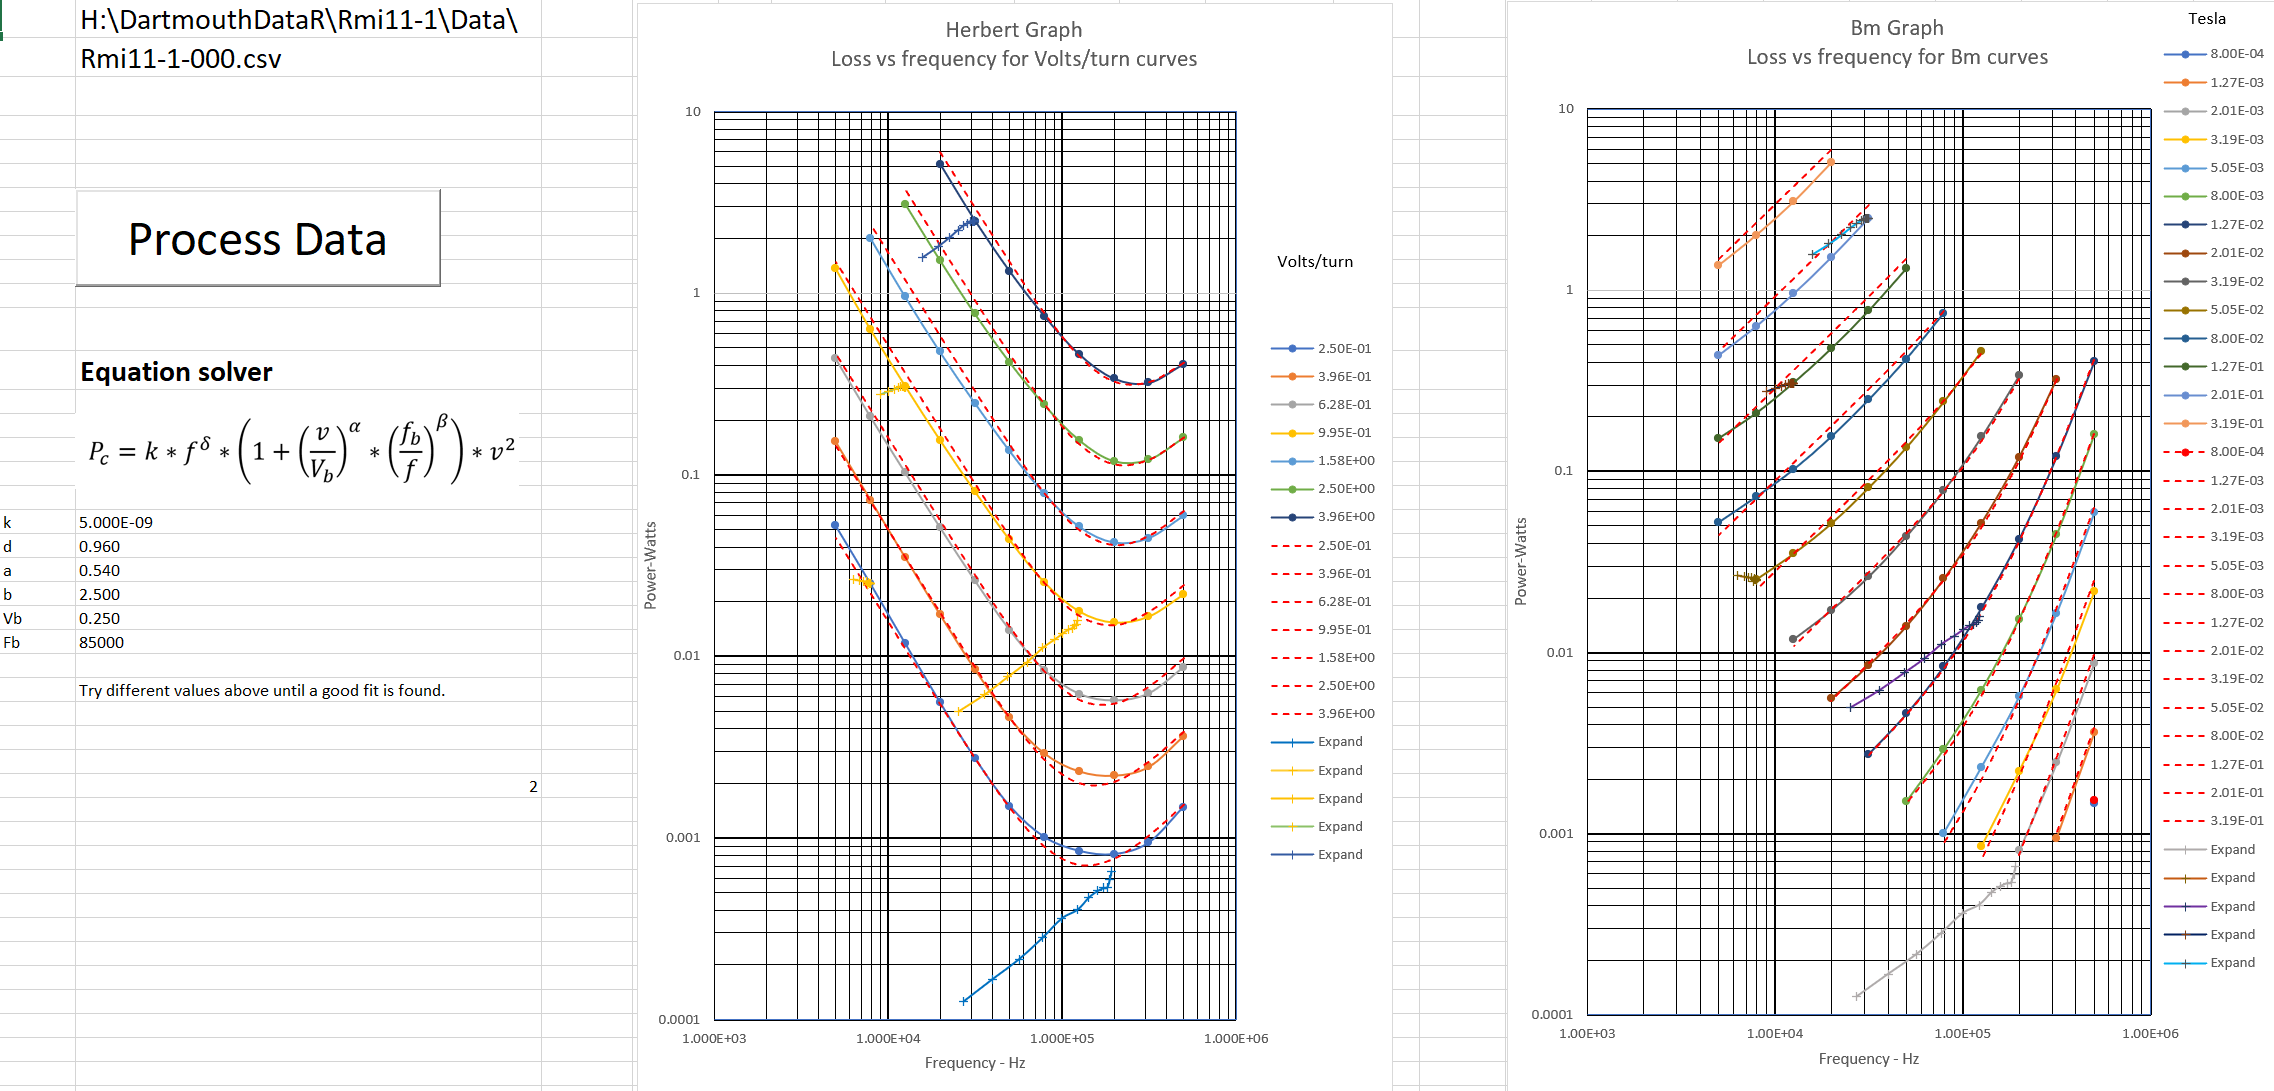 H:\DartmouthDataR\Rmi11-1\Data\
Rmi11-1-000.csv
Process Data
Equation solver
P_c = k * f^δ * (1 + (v/V_b)^α * (f_b/f)^β) * v^2
k 5.000E-09
d 0.960
a 0.540
b 2.500
Vb 0.250
Fb 85000
Try different values above until a good fit is found.
2
Herbert Graph
Loss vs frequency for Volts/turn curves
10
1
0.1
0.01
0.001
0.0001
Power-Watts
1.000E+03 1.000E+04 1.000E+05 1.000E+06
Frequency - Hz
Volts/turn
2.50E-01
3.96E-01
6.28E-01
9.95E-01
1.58E+00
2.50E+00
3.96E+00
2.50E-01
3.96E-01
6.28E-01
9.95E-01
1.58E+00
2.50E+00
3.96E+00
Expand
Expand
Expand
Expand
Expand
Bm Graph
Loss vs frequency for Bm curves
10
1
0.1
0.01
0.001
0.0001
Power-Watts
1.00E+03 1.00E+04 1.00E+05 1.00E+06
Frequency - Hz
Tesla
8.00E-04
1.27E-03
2.01E-03
3.19E-03
5.05E-03
8.00E-03
1.27E-02
2.01E-02
3.19E-02
5.05E-02
8.00E-02
1.27E-01
2.01E-01
3.19E-01
8.00E-04
1.27E-03
2.01E-03
3.19E-03
5.05E-03
8.00E-03
1.27E-02
2.01E-02
3.19E-02
5.05E-02
8.00E-02
1.27E-01
2.01E-01
3.19E-01
Expand
Expand
Expand
Expand
Expand